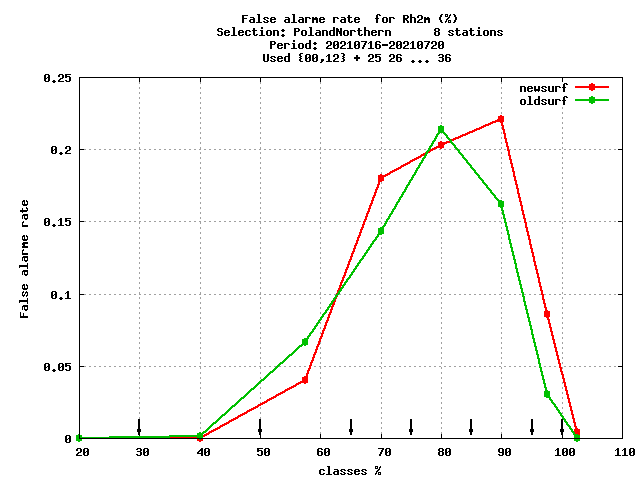 False alarme rate  for Rh2m (%)
Selection: PolandNorthern      8 stations
Period: 20210716-20210720
Used {00,12} + 25 26 ... 36
newsurf
oldsurf
0.25
0.2
0.15
0.1
0.05
0
False alarme rate
20 30 40 50 60 70 80 90 100 110
classes %